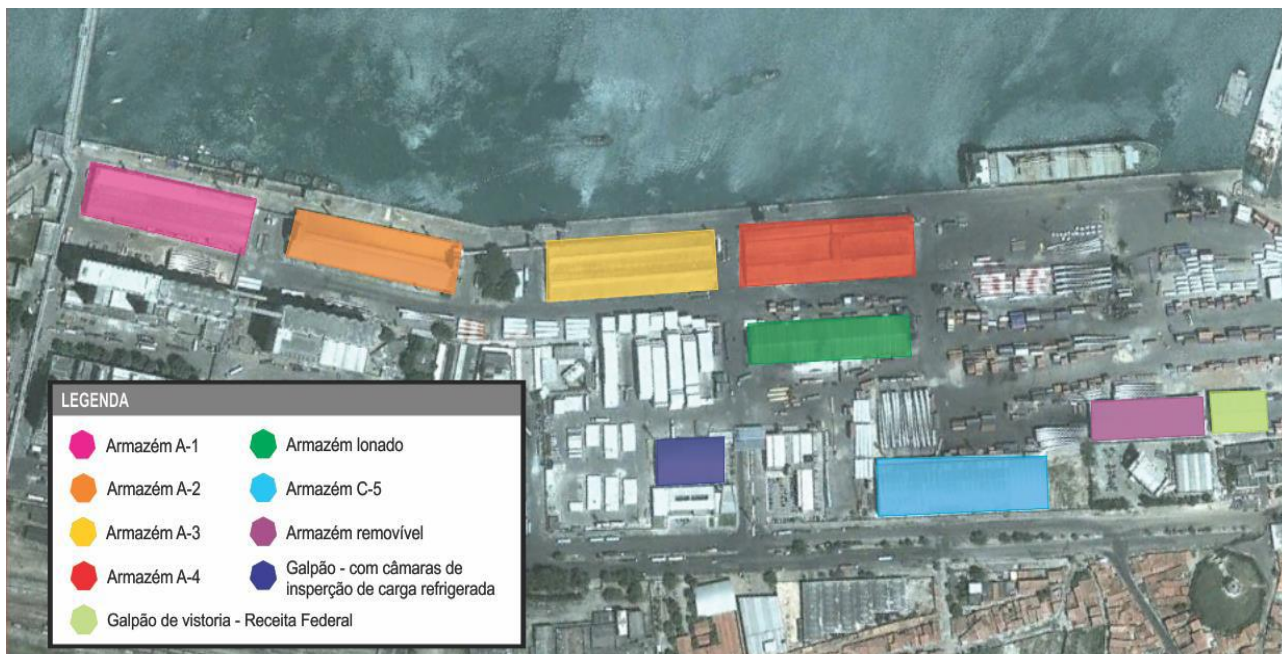 LEGENDA
Armazém A-1
Armazém A-2
Armazém A-3
Armazém A-4
Galpão de vistoria - Receita Federal
Armazém lonado
Armazém C-5
Armazém removível
Galpão - com câmaras de
inspeção de carga refrigerada